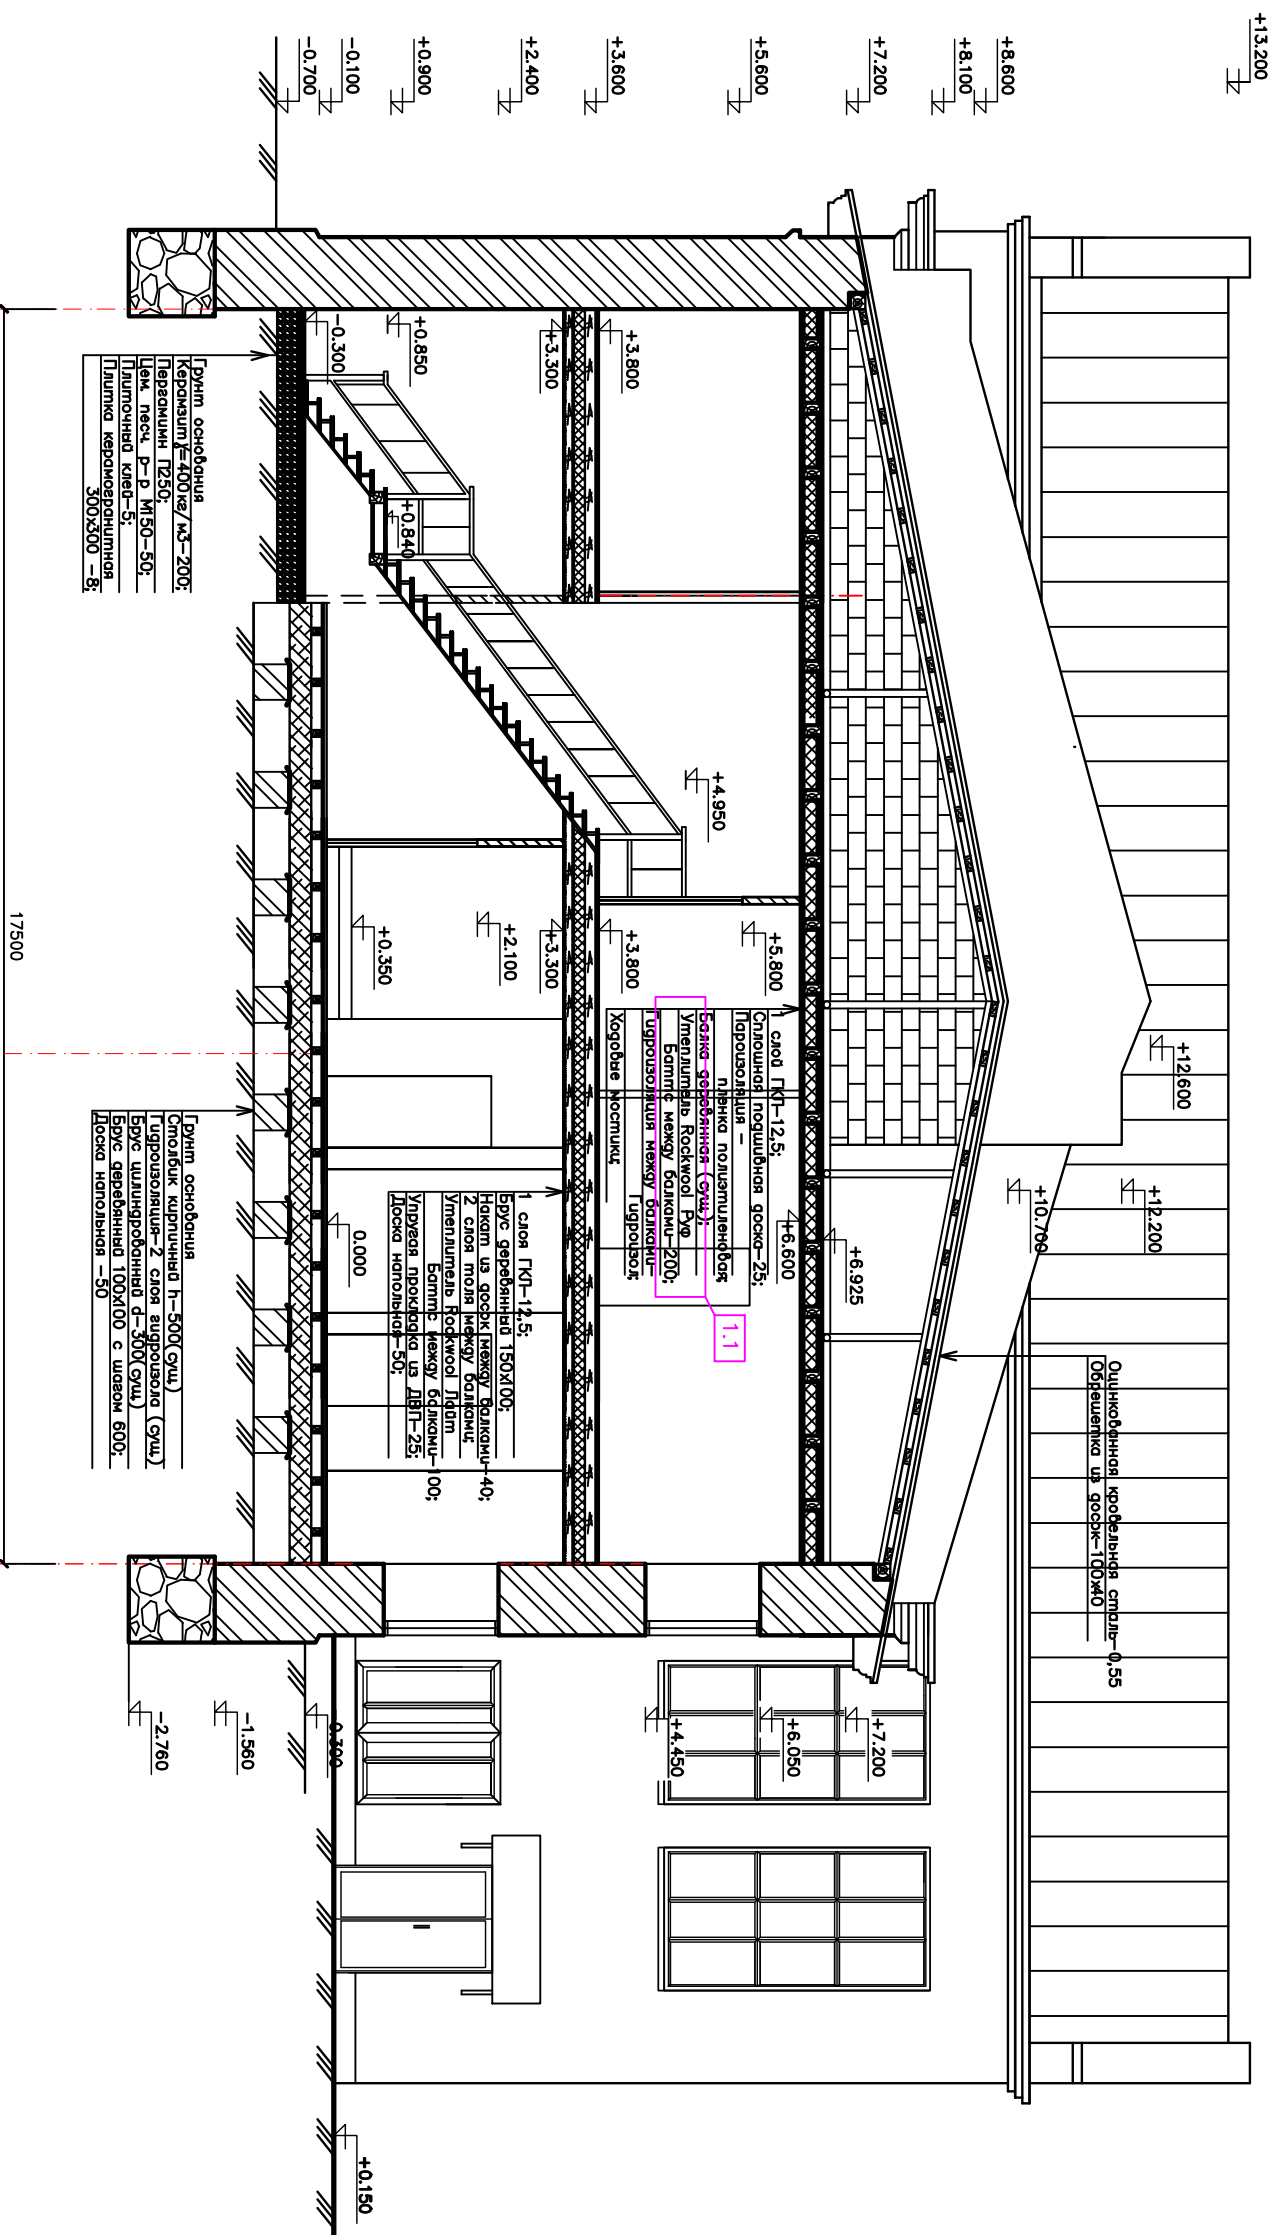 +13.200
+8.600
+8.100
+7.200
+5.600
+3.600
+2.400
+0.900
-0.100
-0.700
+12.600
+12.200
+10.700
Оцинкованная кровельная сталь-0,55
Обрешетка из досок-100х40
+6.925
+6.600
+5.800
+4.950
1 слой ГКЛ-12,5;
Сплошная подшивная доска-25;
Пароизоляция -
пленка полиэтиленовая;
Балка деревянная (сущ.);
Утеплитель Rockwool Руф
Баттс между балками-200;
Гидроизоляция между балками-
Гидроизол;
Ходовые мостики;
1.1
+3.800
+3.800
+3.300
+3.300
+2.100
+0.850
+0.840
+0.350
0.000
-0.300
1 слоя ГКЛ-12,5;
Брус деревянный 150х100;
Накат из досок между балками-40;
2 слоя толя между балками;
Утеплитель Rockwool Лайт
Баттс между балками-100;
Упругая прокладка из ДВП-25;
Доска напольная-50;
+7.200
+6.050
+4.450
-0.300
-1.560
-2.760
+0.150
Грунт основания
Керамзит γ=400кг/м3-200;
Пергамин П250;
Цем. песч. р-р М150-50;
Плиточный клей-5;
Плитка керамогранитная
300х300 -8;
Грунт основания
Столбик кирпичный h-500(сущ.)
Гидроизоляция-2 слоя гидроизола (сущ.)
Брус цилиндрованный d-300(сущ.)
Брус деревянный 100х100 с шагом 600;
Доска напольная -50
17500